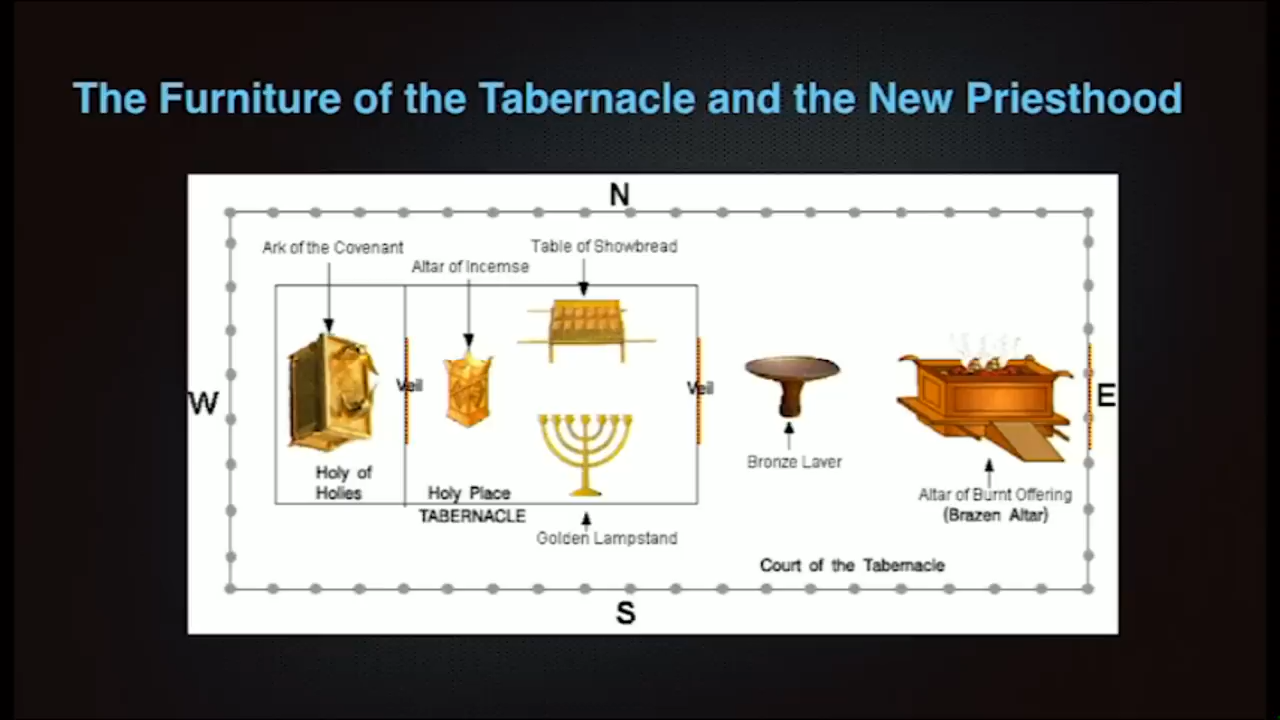 The Furniture of the Tabernacle and the New Priesthood
N
Ark of the Covenant
Altar of Incemse
Table of Showbread
Veil
Veil
W
E
Bronze Laver
Holy of
Holies
Holy Place
TABERNACLE
Altar of Burnt Offering
(Brazen Altar)
Golden Lampstand
Court of the Tabernacle
S